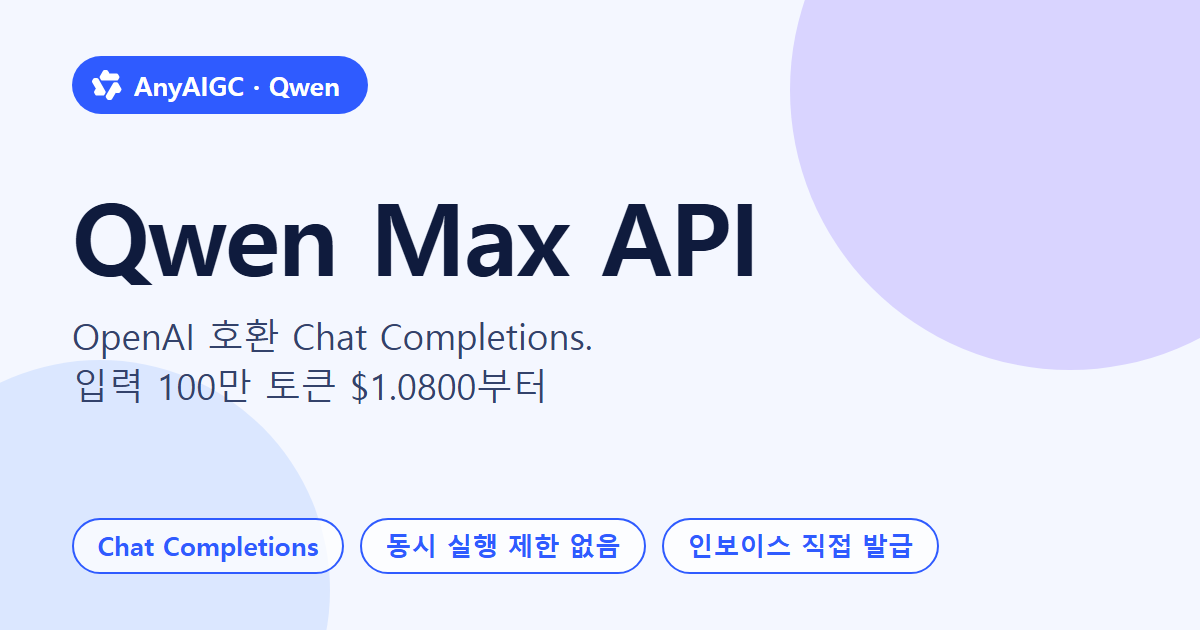 AnyAIGC · Qwen
Qwen Max API
OpenAI 호환 Chat Completions.
입력 100만 토큰 $1.0800부터
Chat Completions
동시 실행 제한 없음
인보이스 직접 발급